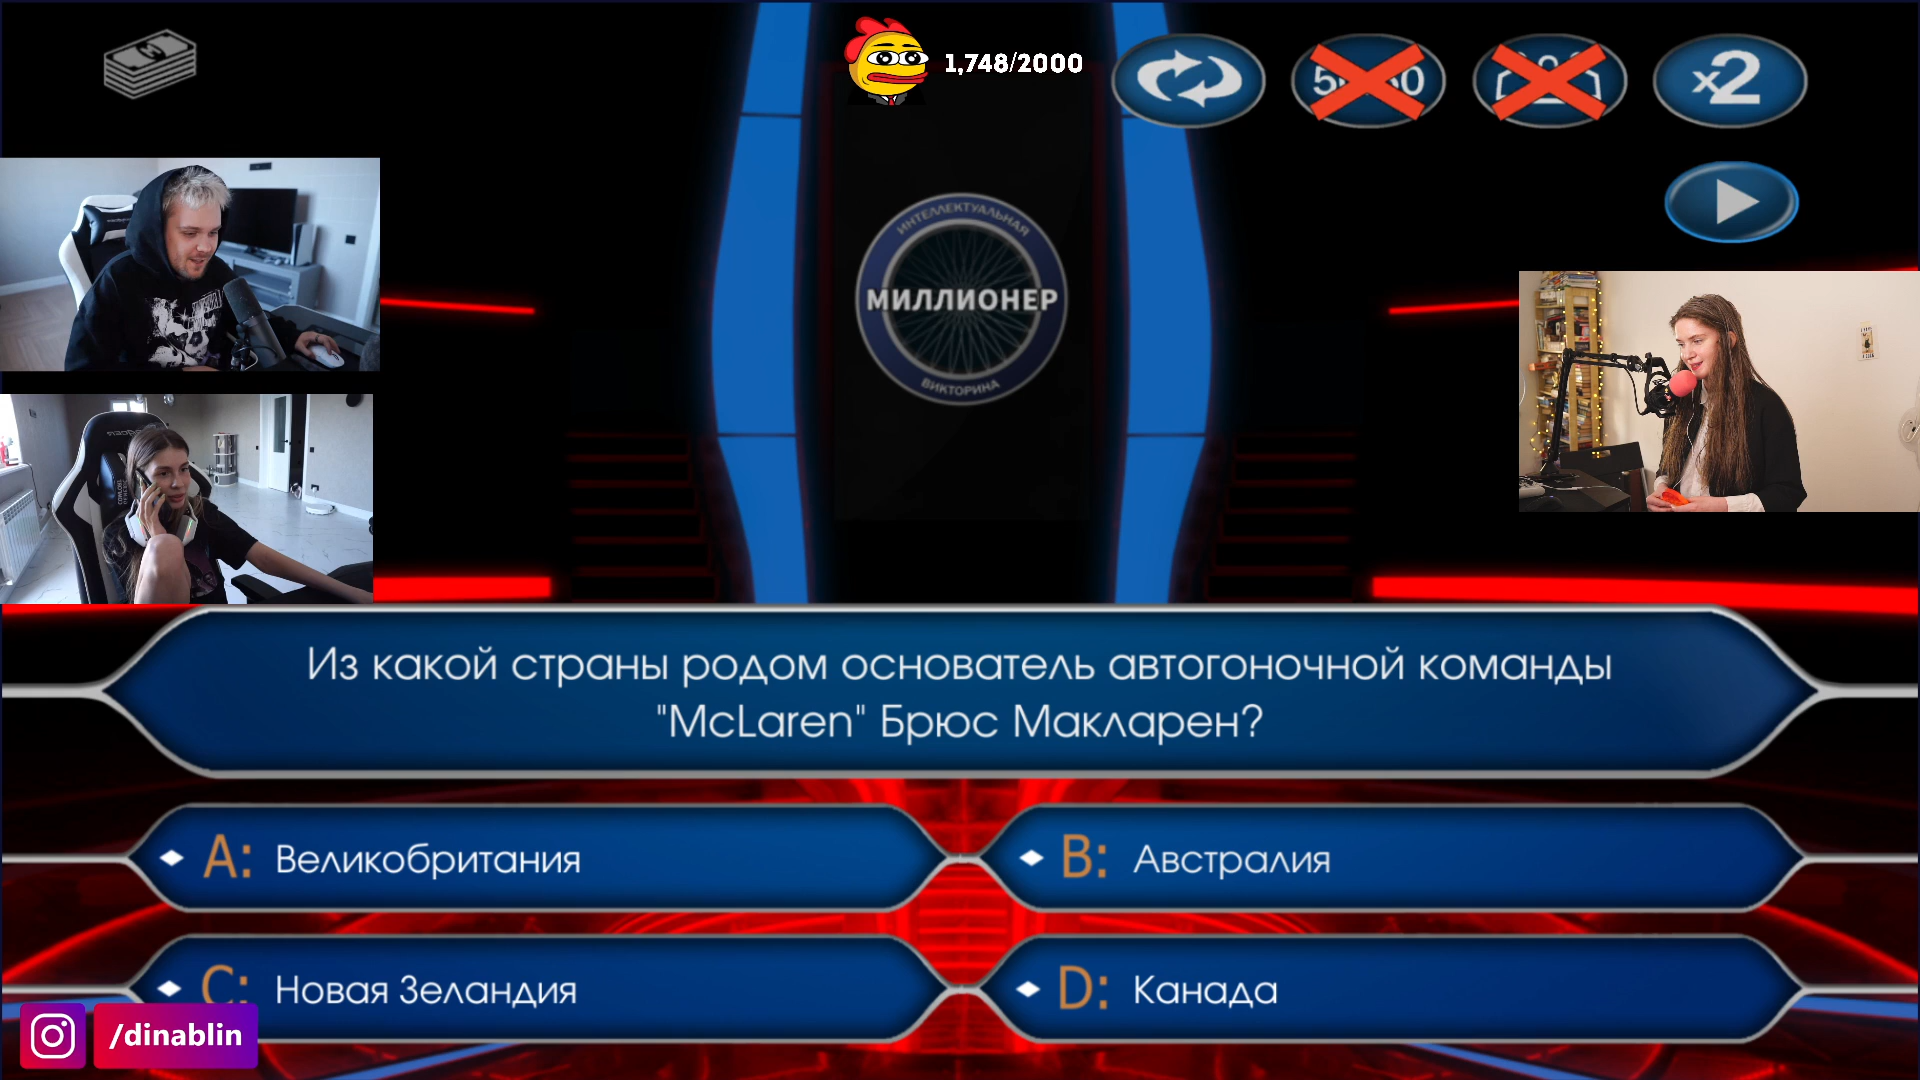 1,748/2000
x2
ИНТЕЛЛЕКТУАЛЬНАЯ
МИЛЛИОНЕР
ВИКТОРИНА
Из какой страны родом основатель автогоночной команды
"McLaren" Брюс Макларен?
A: Великобритания
B: Австралия
C: Новая Зеландия
D: Канада
/dinablin